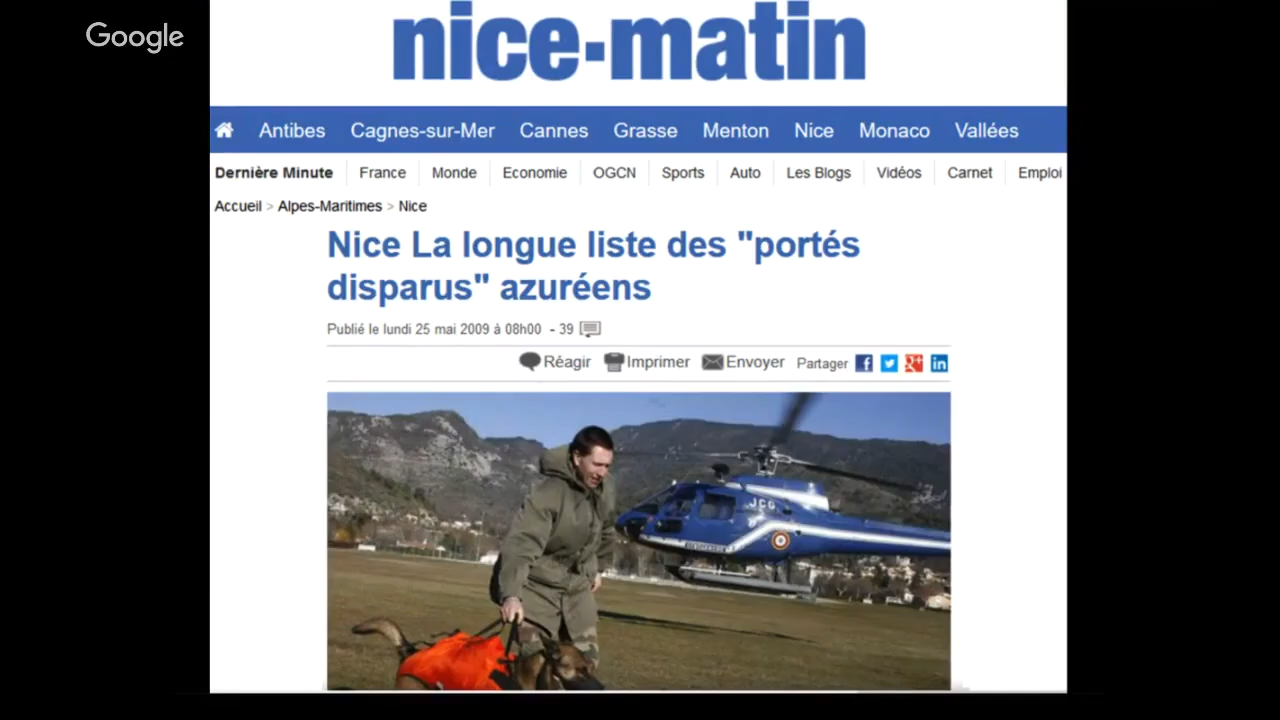 Google
nice-matin
Antibes Cagnes-sur-Mer Cannes Grasse Menton Nice Monaco Vallées
Dernière Minute France Monde Economie OGCN Sports Auto Les Blogs Vidéos Carnet Emploi
Accueil > Alpes-Maritimes > Nice
Nice La longue liste des "portés
disparus" azuréens
Publié le lundi 25 mai 2009 à 08h00 - 39
Réagir Imprimer Envoyer Partager
JCG